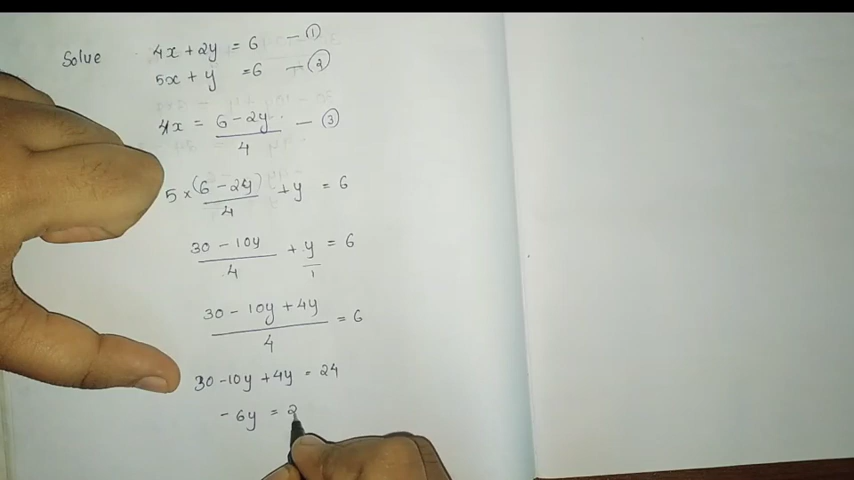 Solve 4x + 2y = 6 — ①
5x + y = 6 — ②
4x = 6 - 2y / 4 — ③
5 × (6 - 2y) / 4 + y = 6
30 - 10y / 4 + y / 1 = 6
30 - 10y + 4y / 4 = 6
30 - 10y + 4y = 24
- 6y = 2